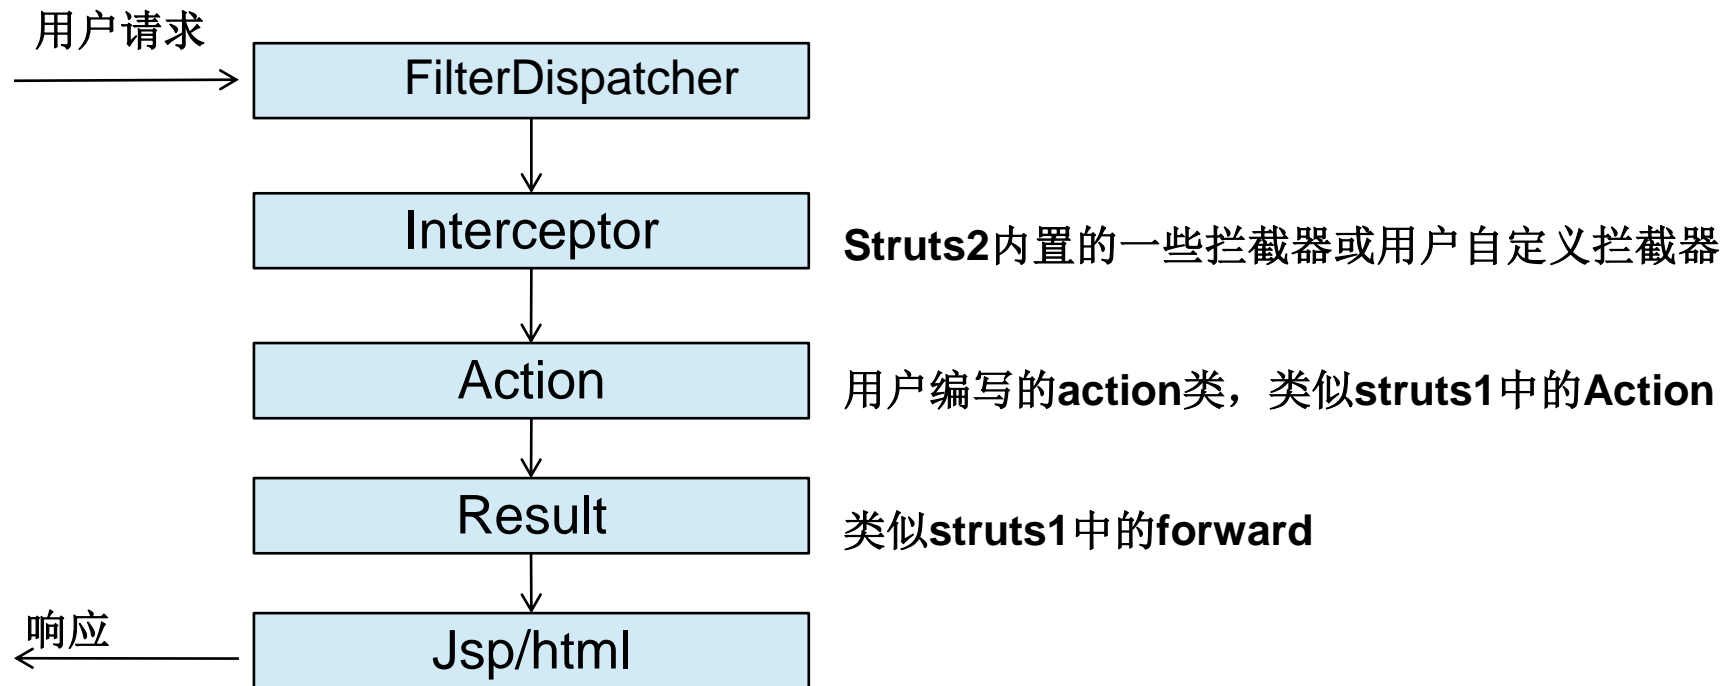 用户请求
FilterDispatcher
Interceptor
Struts2内置的一些拦截器或用户自定义拦截器
Action
用户编写的action类，类似struts1中的Action
Result
类似struts1中的forward
响应
Jsp/html